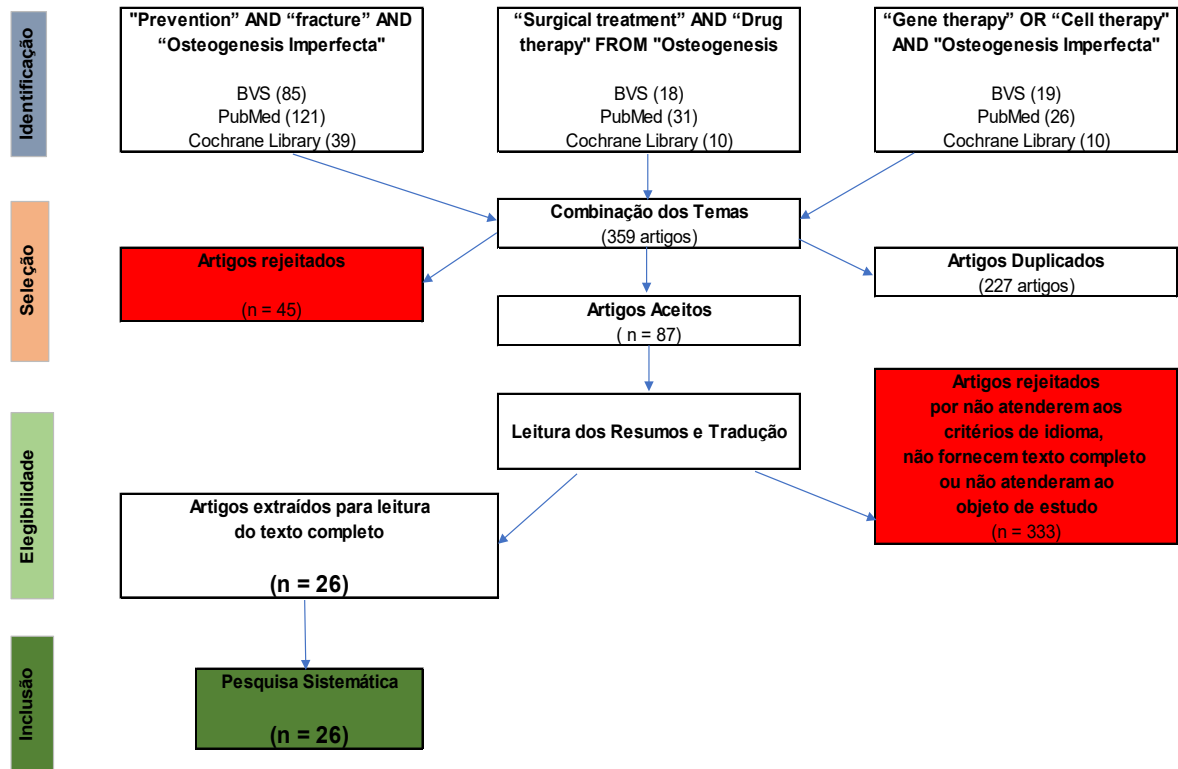 Identificação
"Prevention” AND “fracture” AND
“Osteogenesis Imperfecta"
BVS (85)
PubMed (121)
Cochrane Library (39)
“Surgical treatment” AND “Drug
therapy" FROM "Osteogenesis
BVS (18)
PubMed (31)
Cochrane Library (10)
“Gene therapy” OR “Cell therapy"
AND "Osteogenesis Imperfecta"
BVS (19)
PubMed (26)
Cochrane Library (10)
Seleção
Combinação dos Temas
(359 artigos)
Artigos rejeitados
(n = 45)
Artigos Duplicados
(227 artigos)
Artigos Aceitos
( n = 87)
Elegibilidade
Leitura dos Resumos e Tradução
Artigos rejeitados
por não atenderem aos
critérios de idioma,
não fornecem texto completo
ou não atenderam ao
objeto de estudo
(n = 333)
Artigos extraídos para leitura
do texto completo
(n = 26)
Inclusão
Pesquisa Sistemática
(n = 26)